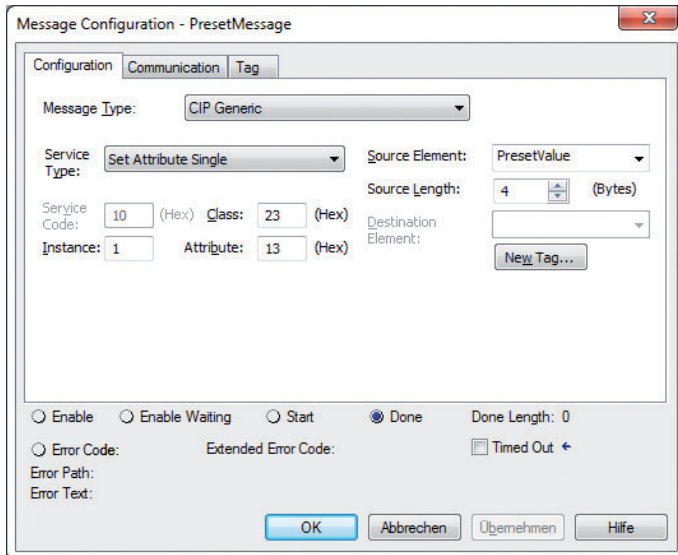 Message Configuration - PresetMessage
Configuration
Communication
Tag
Message Type:
CIP Generic
Service Type:
Set Attribute Single
Source Element:
PresetValue
Source Length:
4
(Bytes)
Service Code:
10
(Hex)
Class:
23
(Hex)
Destination Element:
Instance:
1
Attribute:
13
(Hex)
New Tag...
Enable
Enable Waiting
Start
Done
Done Length: 0
Error Code:
Extended Error Code:
Timed Out
Error Path:
Error Text:
OK
Abbrechen
Übernehmen
Hilfe